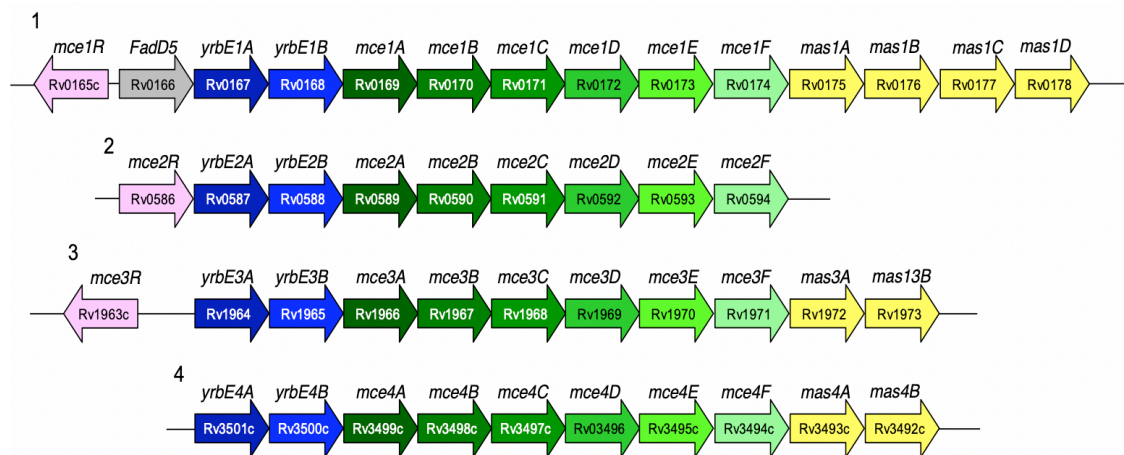 1
mce1R FadD5 yrbE1A yrbE1B mce1A mce1B mce1C mce1D mce1E mce1F mas1A mas1B mas1C mas1D
Rv0165c Rv0166 Rv0167 Rv0168 Rv0169 Rv0170 Rv0171 Rv0172 Rv0173 Rv0174 Rv0175 Rv0176 Rv0177 Rv0178
2
mce2R yrbE2A yrbE2B mce2A mce2B mce2C mce2D mce2E mce2F
Rv0586 Rv0587 Rv0588 Rv0589 Rv0590 Rv0591 Rv0592 Rv0593 Rv0594
3
mce3R yrbE3A yrbE3B mce3A mce3B mce3C mce3D mce3E mce3F mas3A mas13B
Rv1963c Rv1964 Rv1965 Rv1966 Rv1967 Rv1968 Rv1969 Rv1970 Rv1971 Rv1972 Rv1973
4
yrbE4A yrbE4B mce4A mce4B mce4C mce4D mce4E mce4F mas4A mas4B
Rv3501c Rv3500c Rv3499c Rv3498c Rv3497c Rv03496 Rv3495c Rv3494c Rv3493c Rv3492c